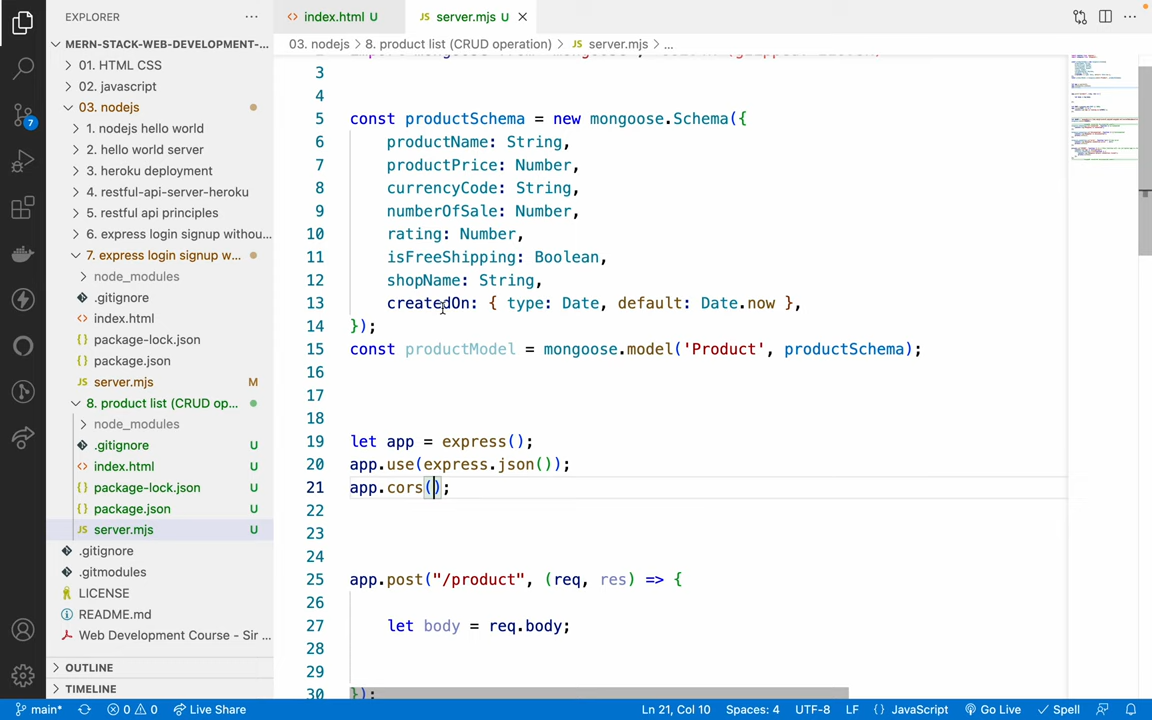 EXPLORER
index.html U
server.mjs U
MERN-STACK-WEB-DEVELOPMENT-...
03. nodejs > 8. product list (CRUD operation) > JS server.mjs > ...
01. HTML CSS
02. javascript
03. nodejs
1. nodejs hello world
2. hello world server
3. heroku deployment
4. restful-api-server-heroku
5. restful api principles
6. express login signup withou...
7. express login signup w...
node_modules
.gitignore
index.html
package-lock.json
package.json
JS server.mjs M
8. product list (CRUD op...
node_modules
.gitignore U
index.html U
package-lock.json U
package.json U
JS server.mjs U
.gitignore
.gitmodules
LICENSE
README.md
Web Development Course - Sir ...
OUTLINE
TIMELINE
7
3
4
5 const productSchema = new mongoose.Schema({
6 productName: String,
7 productPrice: Number,
8 currencyCode: String,
9 numberOfSale: Number,
10 rating: Number,
11 isFreeShipping: Boolean,
12 shopName: String,
13 createdOn: { type: Date, default: Date.now },
14 });
15 const productModel = mongoose.model('Product', productSchema);
16
17
18
19 let app = express();
20 app.use(express.json());
21 app.cors();
22
23
24
25 app.post("/product", (req, res) => {
26
27 let body = req.body;
28
29
30 });
main* 0 0 Live Share Ln 21, Col 10 Spaces: 4 UTF-8 LF {} JavaScript Go Live Spell